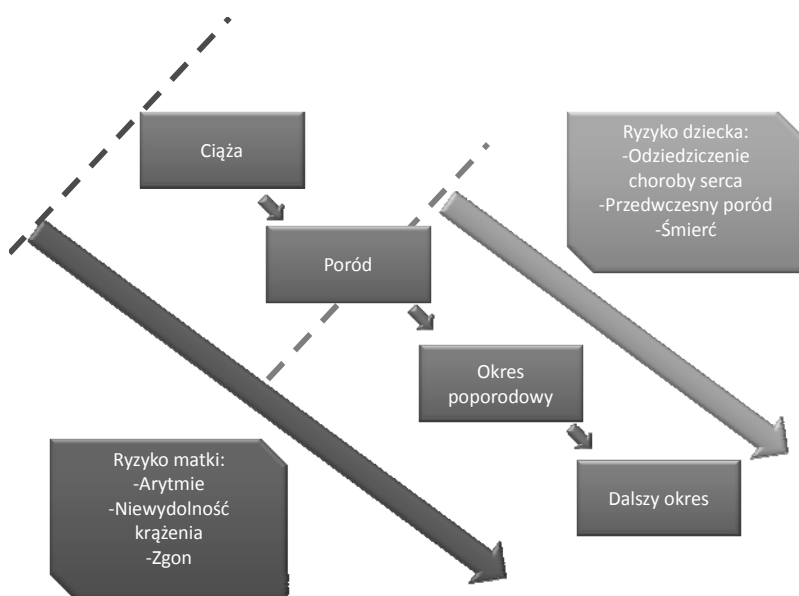 Ciąża
Ryzyko dziecka:
-Odziedziczenie
choroby serca
-Przedwczesny poród
-Śmierć
Poród
Okres
poporodowy
Ryzyko matki:
-Arytmie
-Niewydolność
krążenia
-Zgon
Dalszy okres